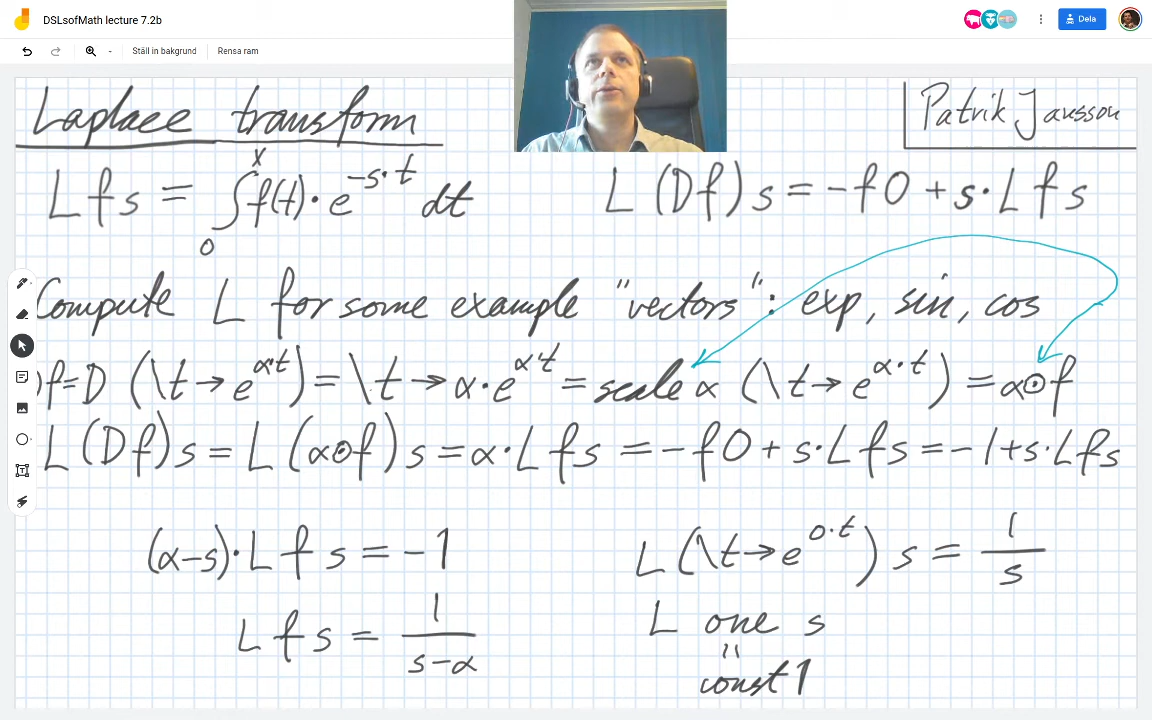 DSLsofMath lecture 7.2b
Dela
Ställ in bakgrund Rensa ram
Laplace transform
Patrik Jansson
L f s = ∫₀ˣ f(t)·e^(-s·t) dt
L (Df) s = -f 0 + s·L f s
Compute L for some example "vectors": exp, sin, cos
Df = D (\t → e^(α·t)) = \t → α·e^(α·t) = scale α (\t → e^(α·t)) = α⊙f
L (Df) s = L (α⊙f) s = α·L f s = -f 0 + s·L f s = -1 + s·L f s
(α-s)·L f s = -1
L (\t → e^(0·t)) s = 1/s
L f s = 1/(s-α)
L one s
=
const 1